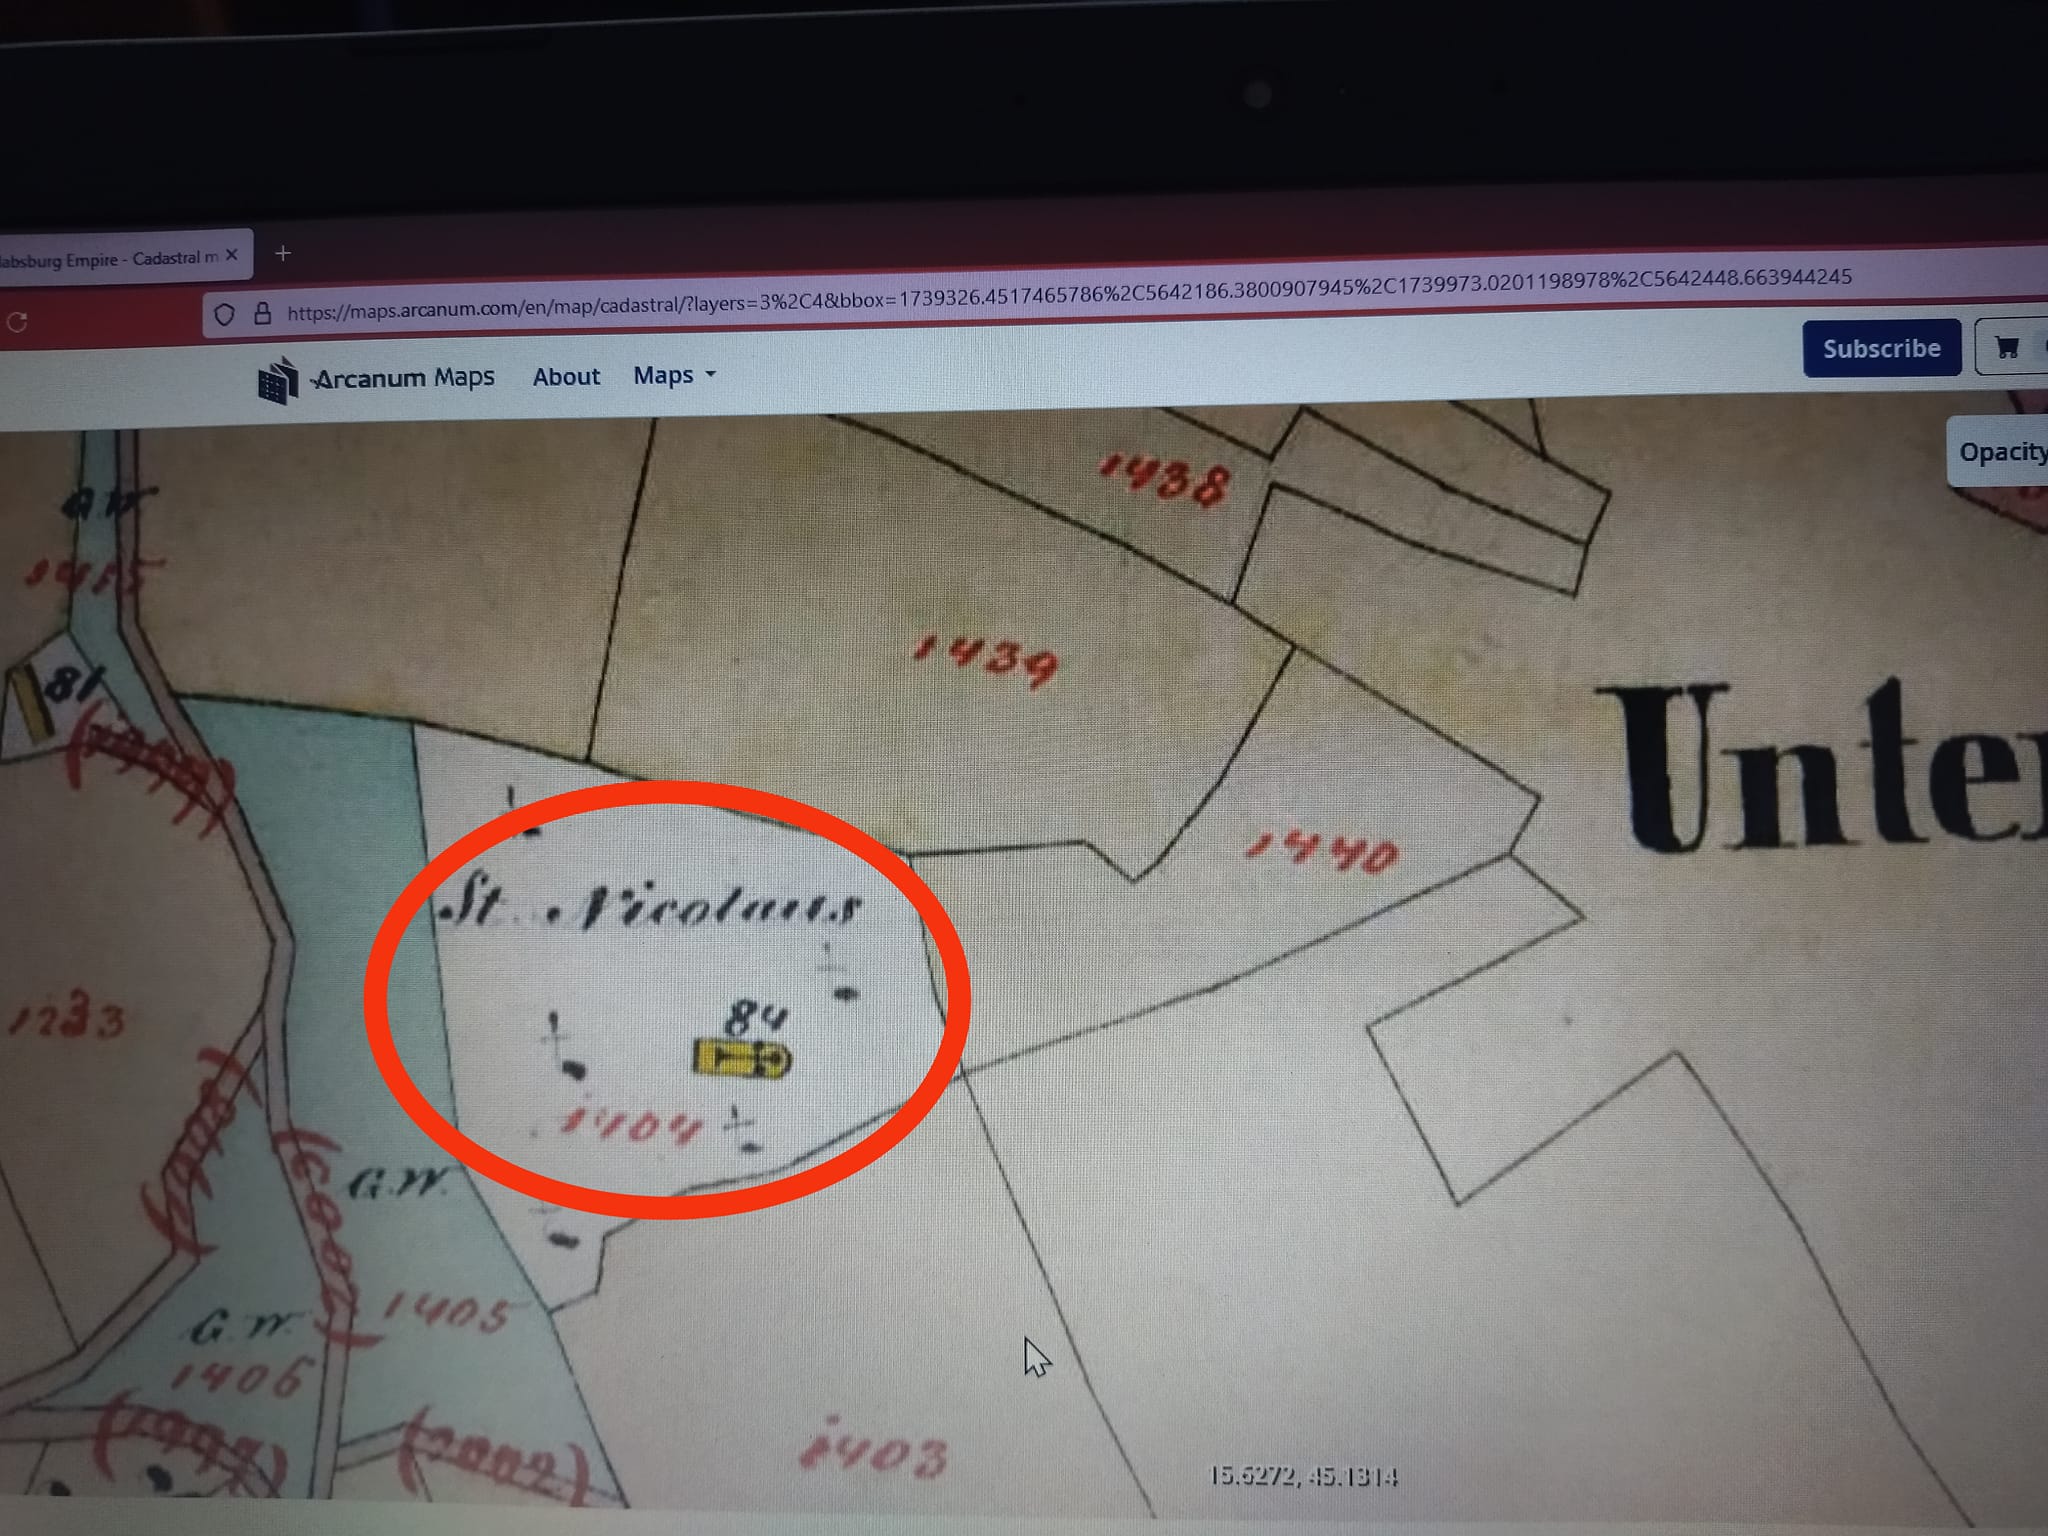 Habsburg Empire - Cadastral m
https://maps.arcanum.com/en/map/cadastral/?layers=3%2C4&bbox=1739326.4517465786%2C5642186.3800907945%2C1739973.0201198978%2C5642448.663944245
Arcanum Maps About Maps
Subscribe
Opacity
1438
G.W
1455
1439
81
Unter
1440
St. Nicolaus
1233
84
1404
G.W.
1405
G.W.
1406
1403
15.6272, 45.1314